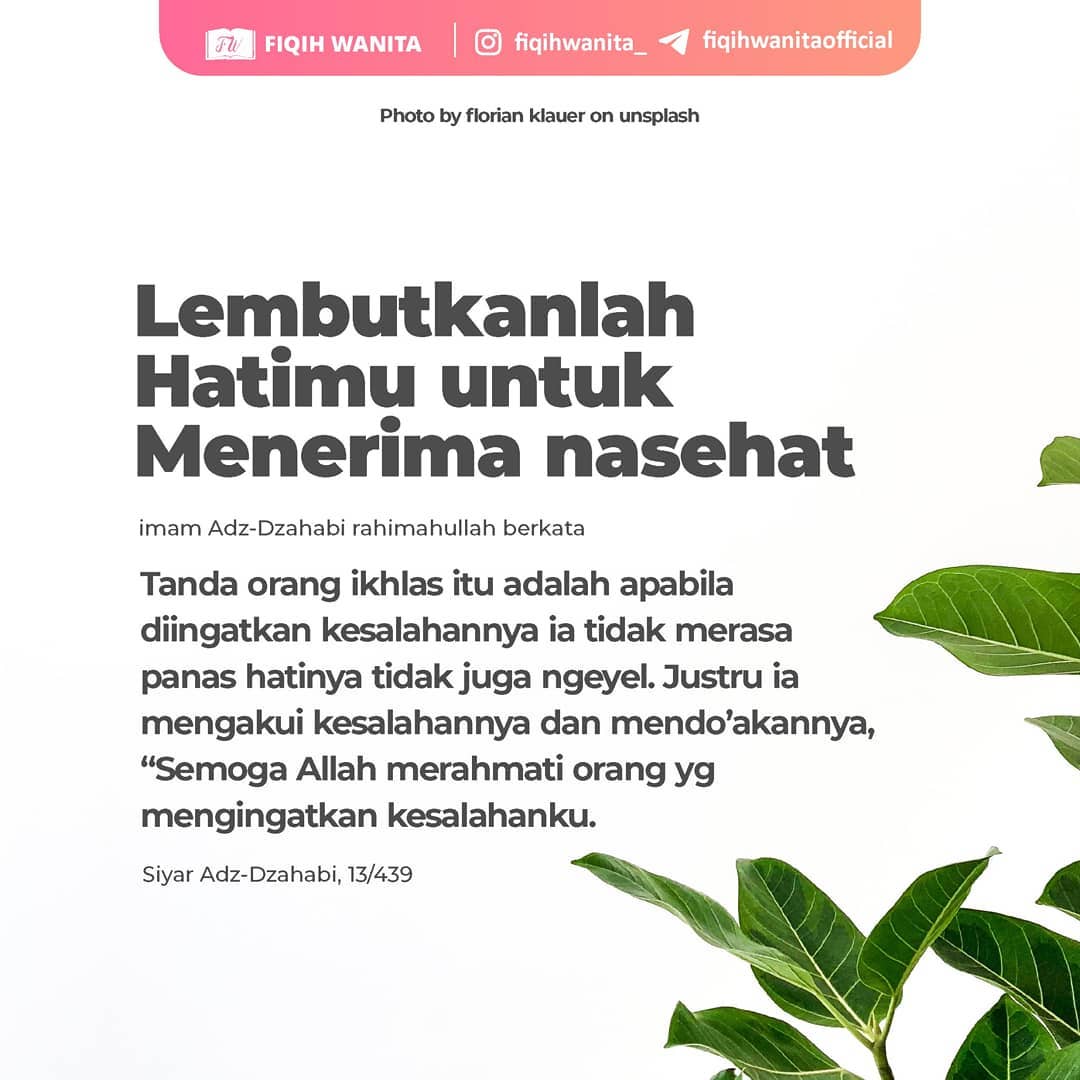 FW FIQIH WANITA fiqihwanita_ fiqihwanitaofficial
Photo by florian klauer on unsplash
Lembutkanlah
Hatimu untuk
Menerima nasehat
imam Adz-Dzahabi rahimahullah berkata
Tanda orang ikhlas itu adalah apabila
diingatkan kesalahannya ia tidak merasa
panas hatinya tidak juga ngeyel. Justru ia
mengakui kesalahannya dan mendo’akannya,
“Semoga Allah merahmati orang yg
mengingatkan kesalahanku.
Siyar Adz-Dzahabi, 13/439